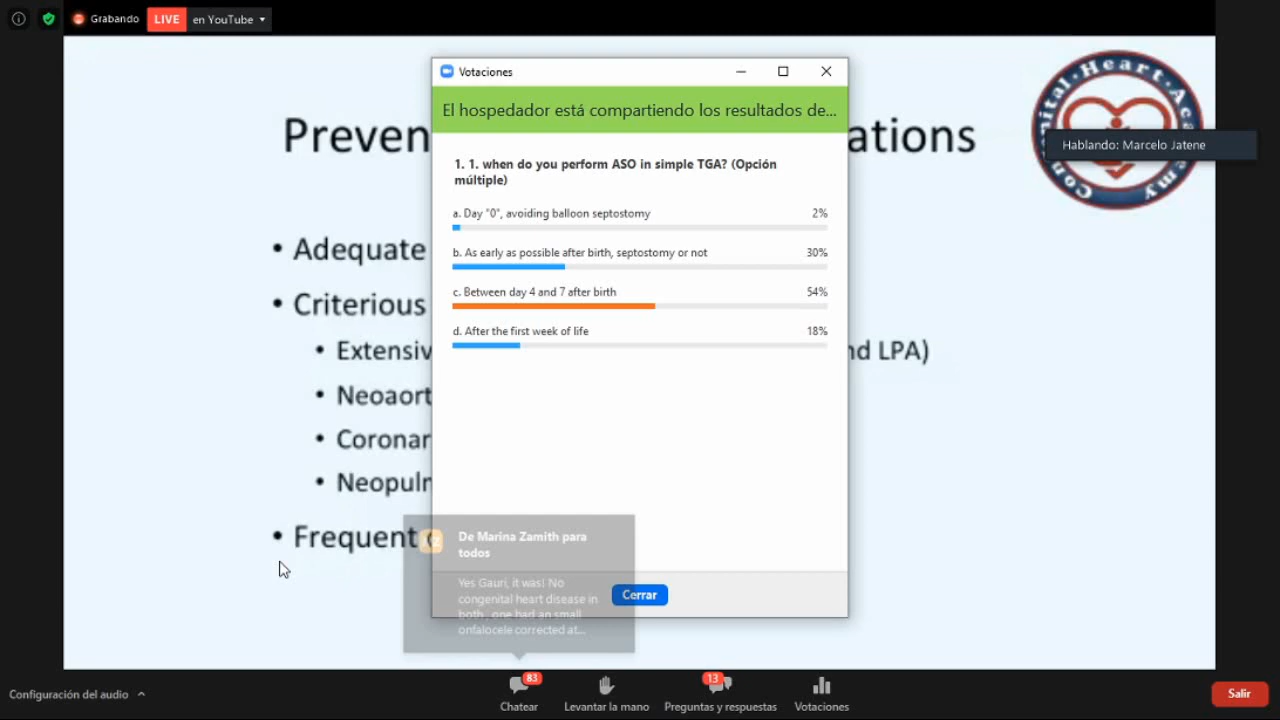 Grabando
LIVE en YouTube
Votaciones
El hospedador está compartiendo los resultados de...
1. 1. when do you perform ASO in simple TGA? (Opción
múltiple)
a. Day "0", avoiding balloon septostomy 2%
b. As early as possible after birth, septostomy or not 30%
c. Between day 4 and 7 after birth 54%
d. After the first week of life 18%
Cerrar
Preven
ations
• Adequate
• Criterious
• Extensiv
nd LPA)
• Neoaort
• Coronar
• Neopulm
• Frequent
Hablando: Marcelo Jatene
Heart
Academy
De Marina Zamith para
todos
Yes Gauri, it was! No
congenital heart disease in
both , one had an small
onfalocele corrected at...
Configuración del audio
83
Chatear
Levantar la mano
13
Preguntas y respuestas
Votaciones
Salir